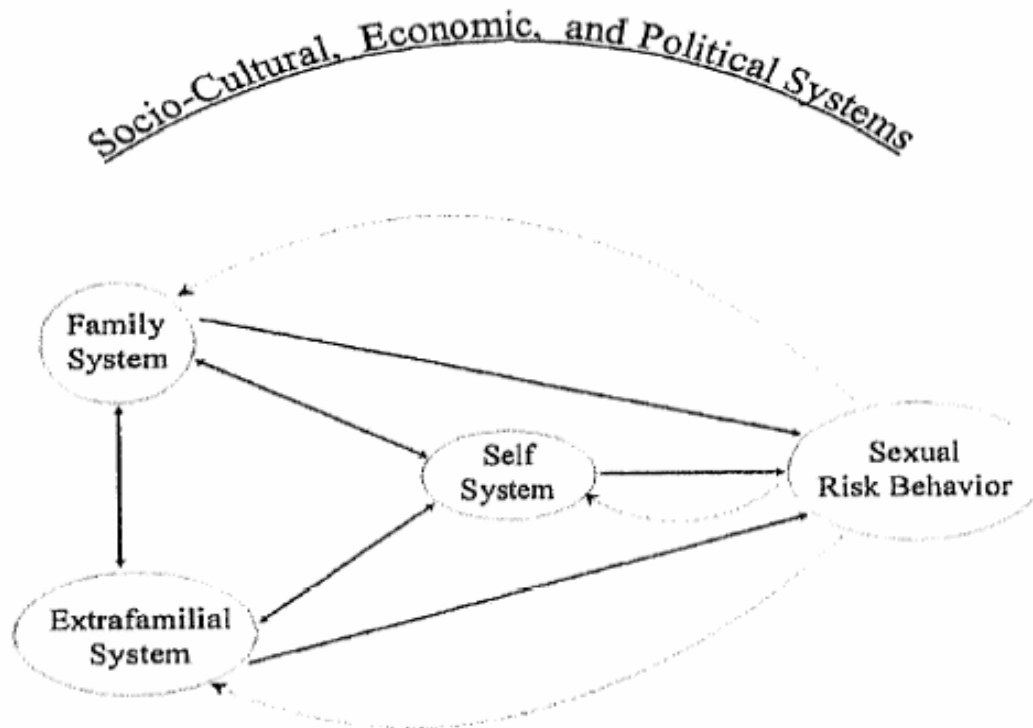 Socio-Cultural, Economic, and Political Systems
Family
System
Self
System
Sexual
Risk Behavior
Extrafamilial
System